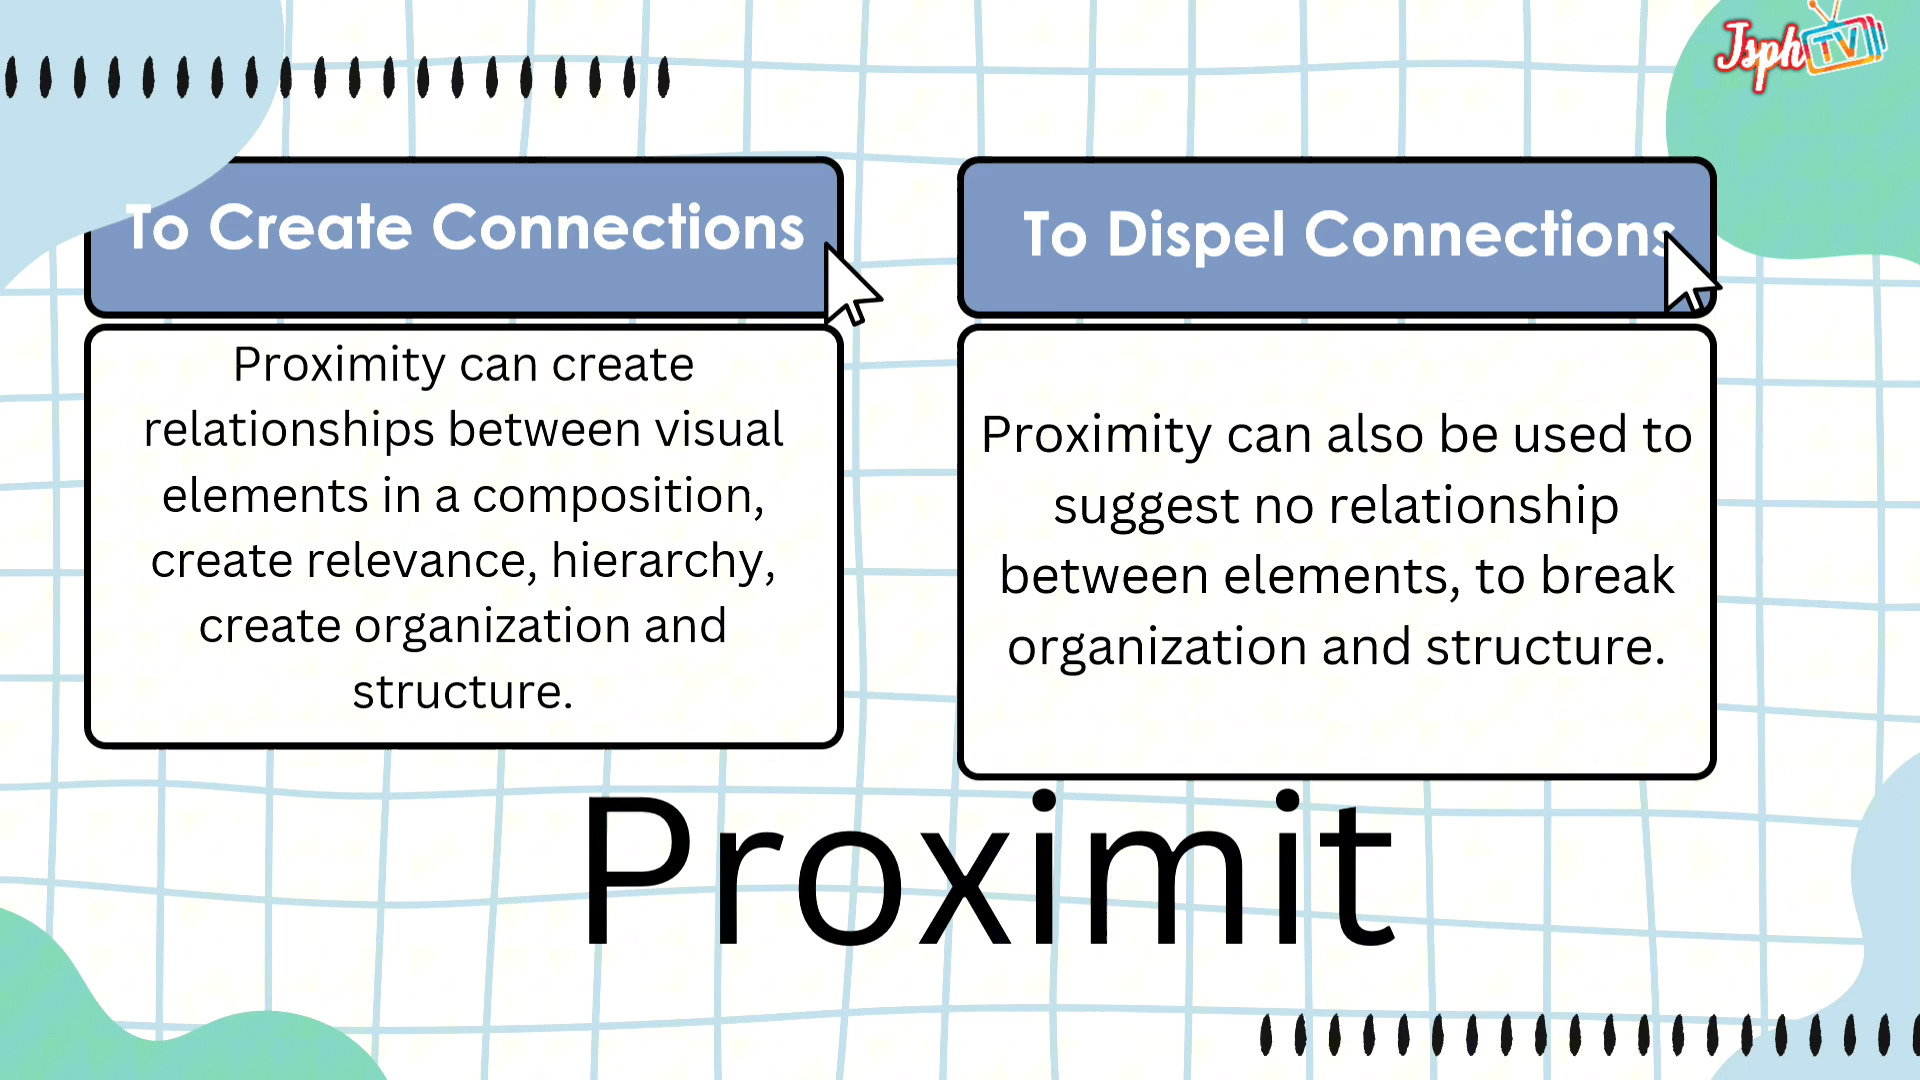 Jsph TV
To Create Connections
Proximity can create
relationships between visual
elements in a composition,
create relevance, hierarchy,
create organization and
structure.
To Dispel Connections
Proximity can also be used to
suggest no relationship
between elements, to break
organization and structure.
Proximit